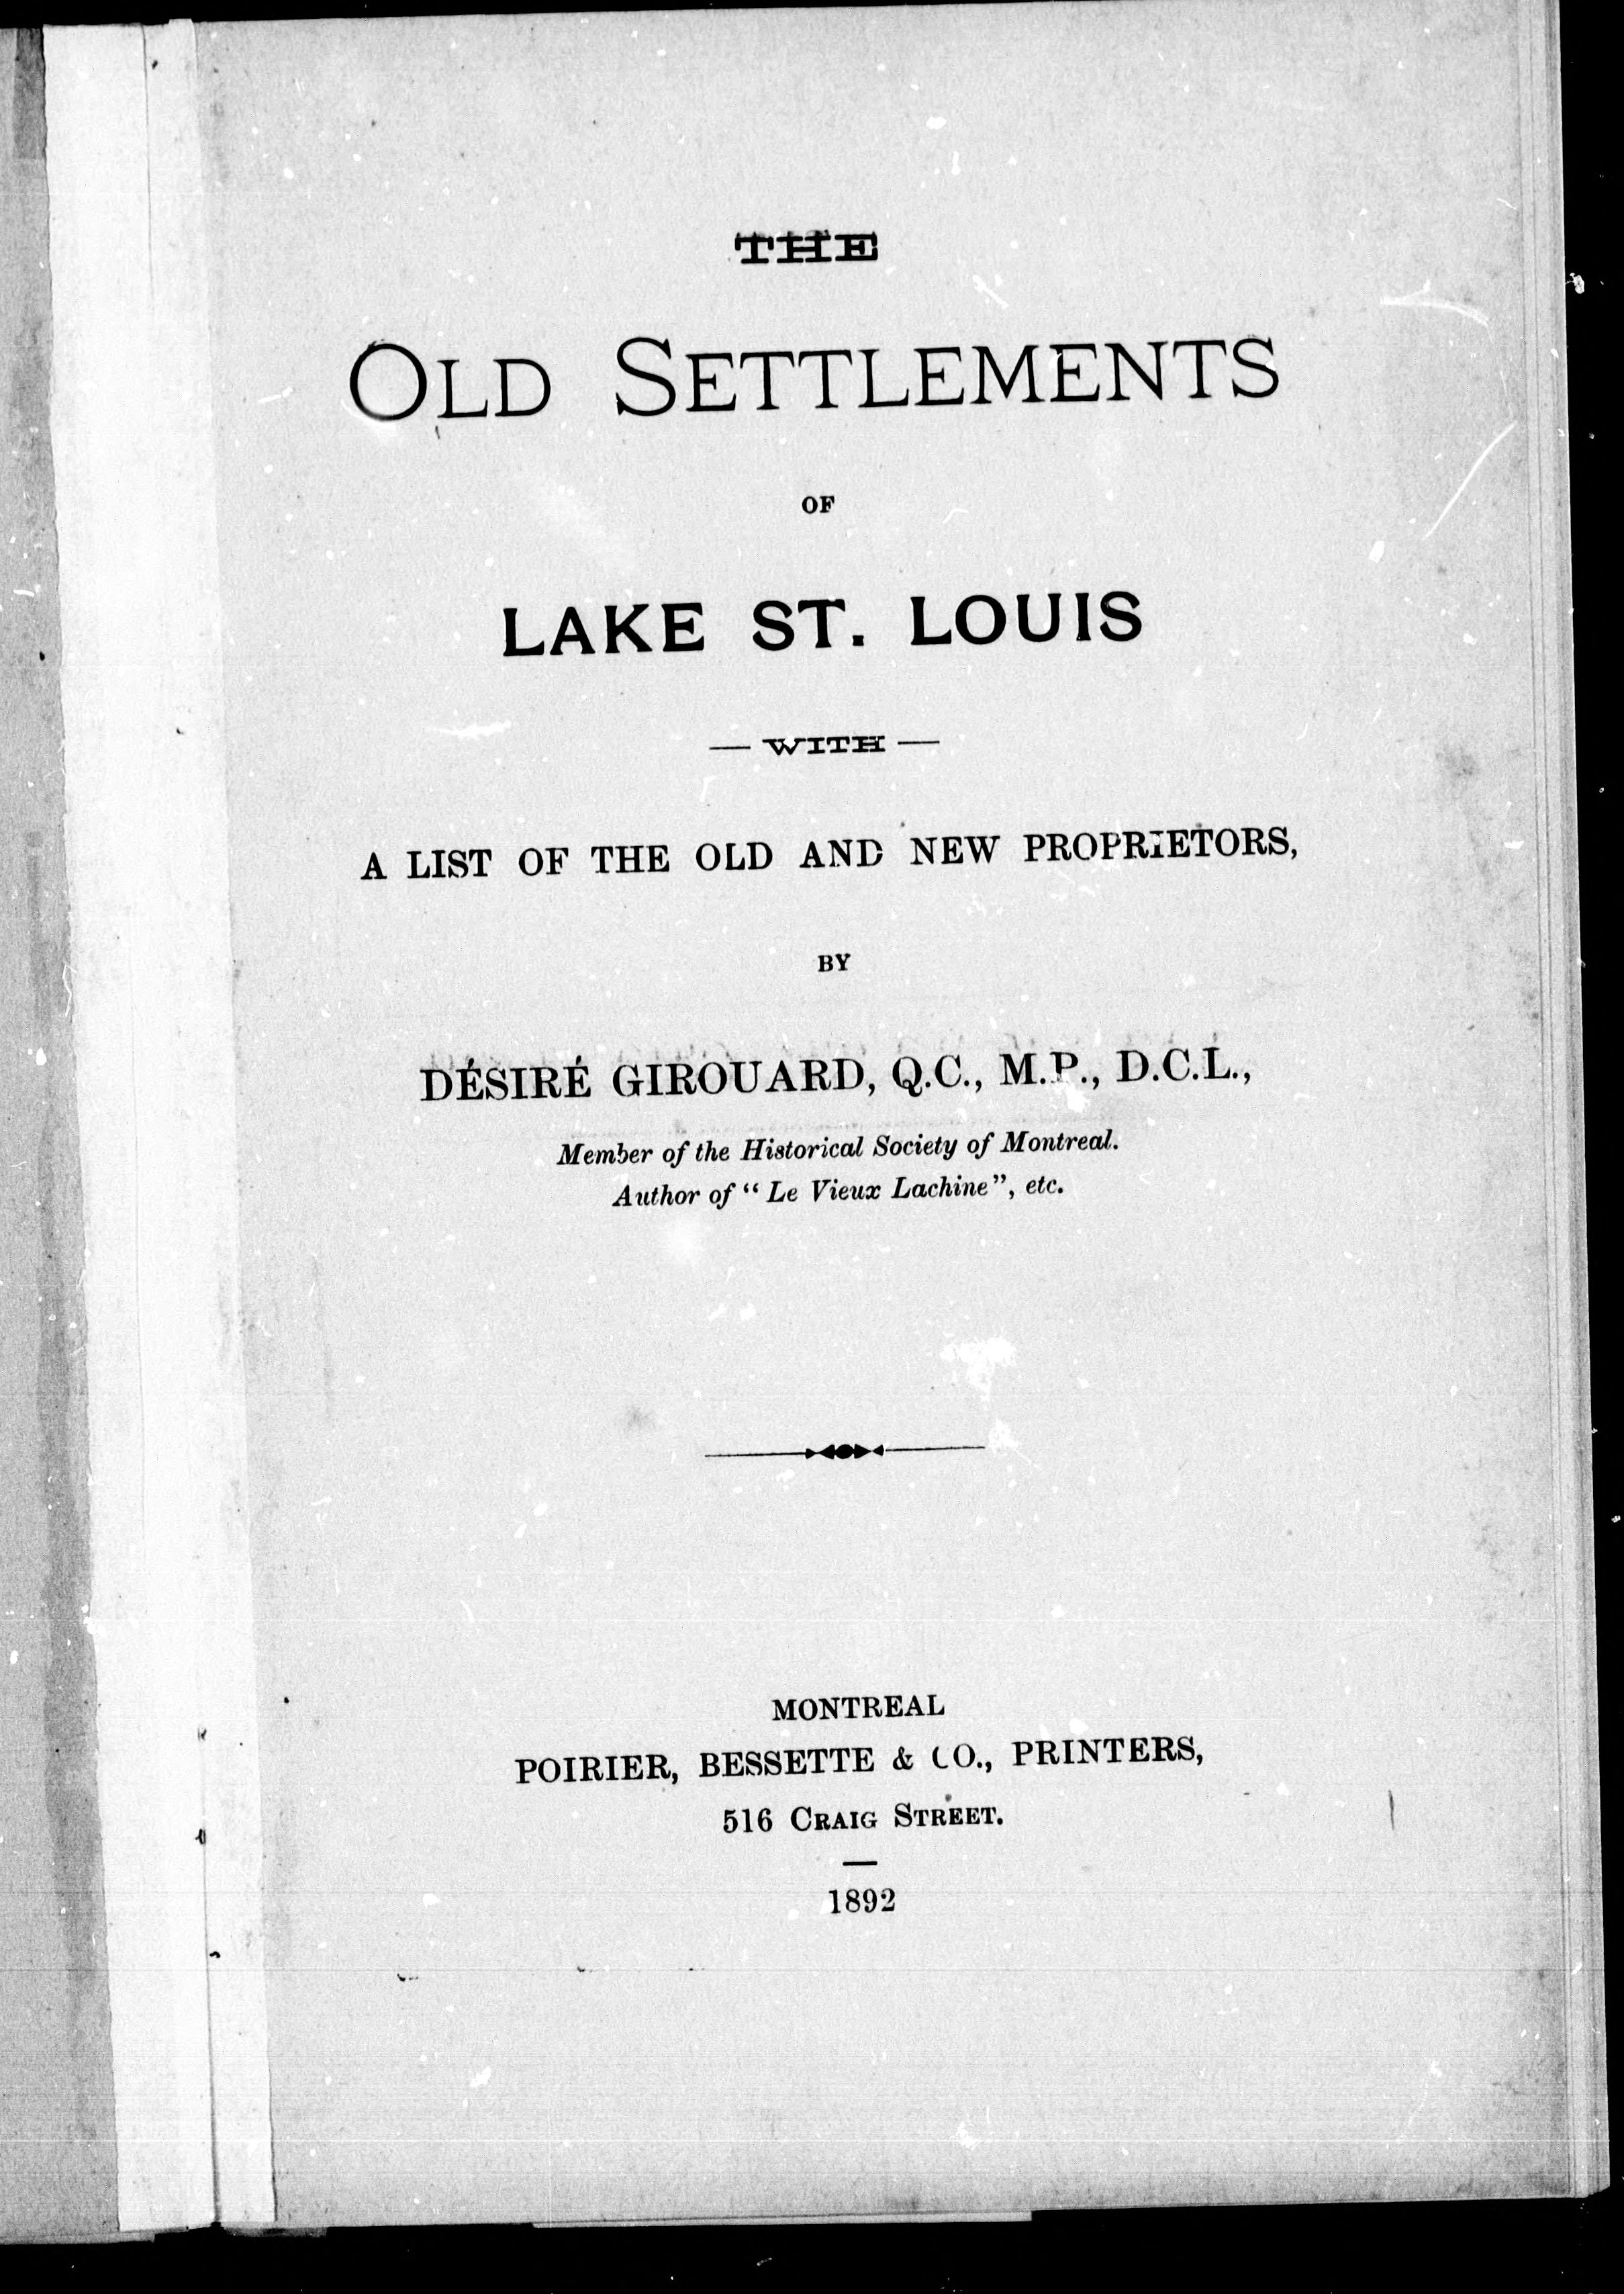 THE
OLD SETTLEMENTS
OF
LAKE ST. LOUIS
— WITH —
A LIST OF THE OLD AND NEW PROPRIETORS,
BY
DÉSIRÉ GIROUARD, Q.C., M.P., D.C.L.,
Member of the Historical Society of Montreal.
Author of “ Le Vieux Lachine”, etc.
MONTREAL
POIRIER, BESSETTE & CO., PRINTERS,
516 CRAIG STREET.
1892